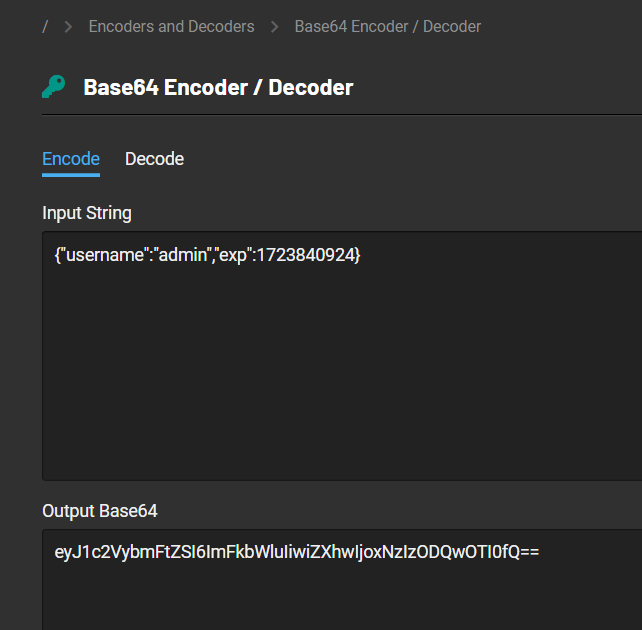 / > Encoders and Decoders > Base64 Encoder / Decoder
Base64 Encoder / Decoder
Encode Decode
Input String
{"username":"admin","exp":1723840924}
Output Base64
eyJ1c2VybmFtZSI6ImFkbWluIiwiZXhwIjoxNzIzODQwOTI0fQ==